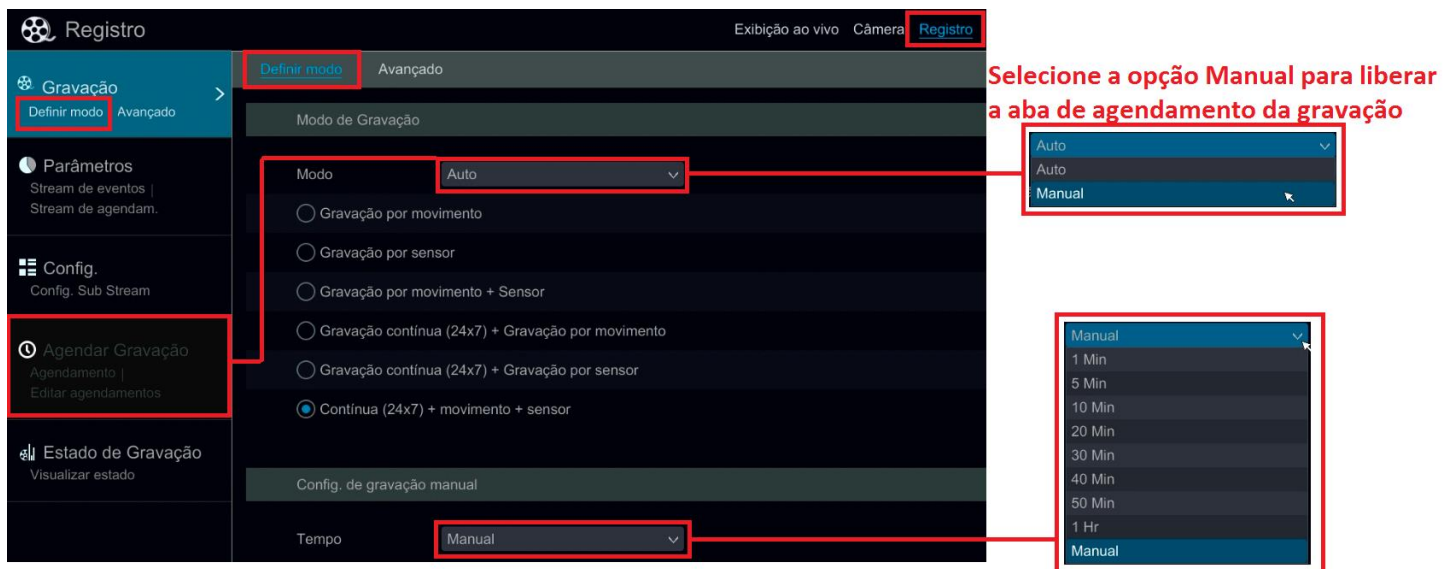 Registro
Exibição ao vivo Câmera Registro
Gravação
Definir modo Avançado
Parâmetros
Stream de eventos |
Stream de agendam.
Config.
Config. Sub Stream
Agendar Gravação
Agendamento |
Editar agendamentos
Estado de Gravação
Visualizar estado
Definir modo Avançado
Modo de Gravação
Modo Auto
Gravação por movimento
Gravação por sensor
Gravação por movimento + Sensor
Gravação contínua (24x7) + Gravação por movimento
Gravação contínua (24x7) + Gravação por sensor
Contínua (24x7) + movimento + sensor
Config. de gravação manual
Tempo Manual
Selecione a opção Manual para liberar
a aba de agendamento da gravação
Auto
Auto
Manual
Manual
1 Min
5 Min
10 Min
20 Min
30 Min
40 Min
50 Min
1 Hr
Manual